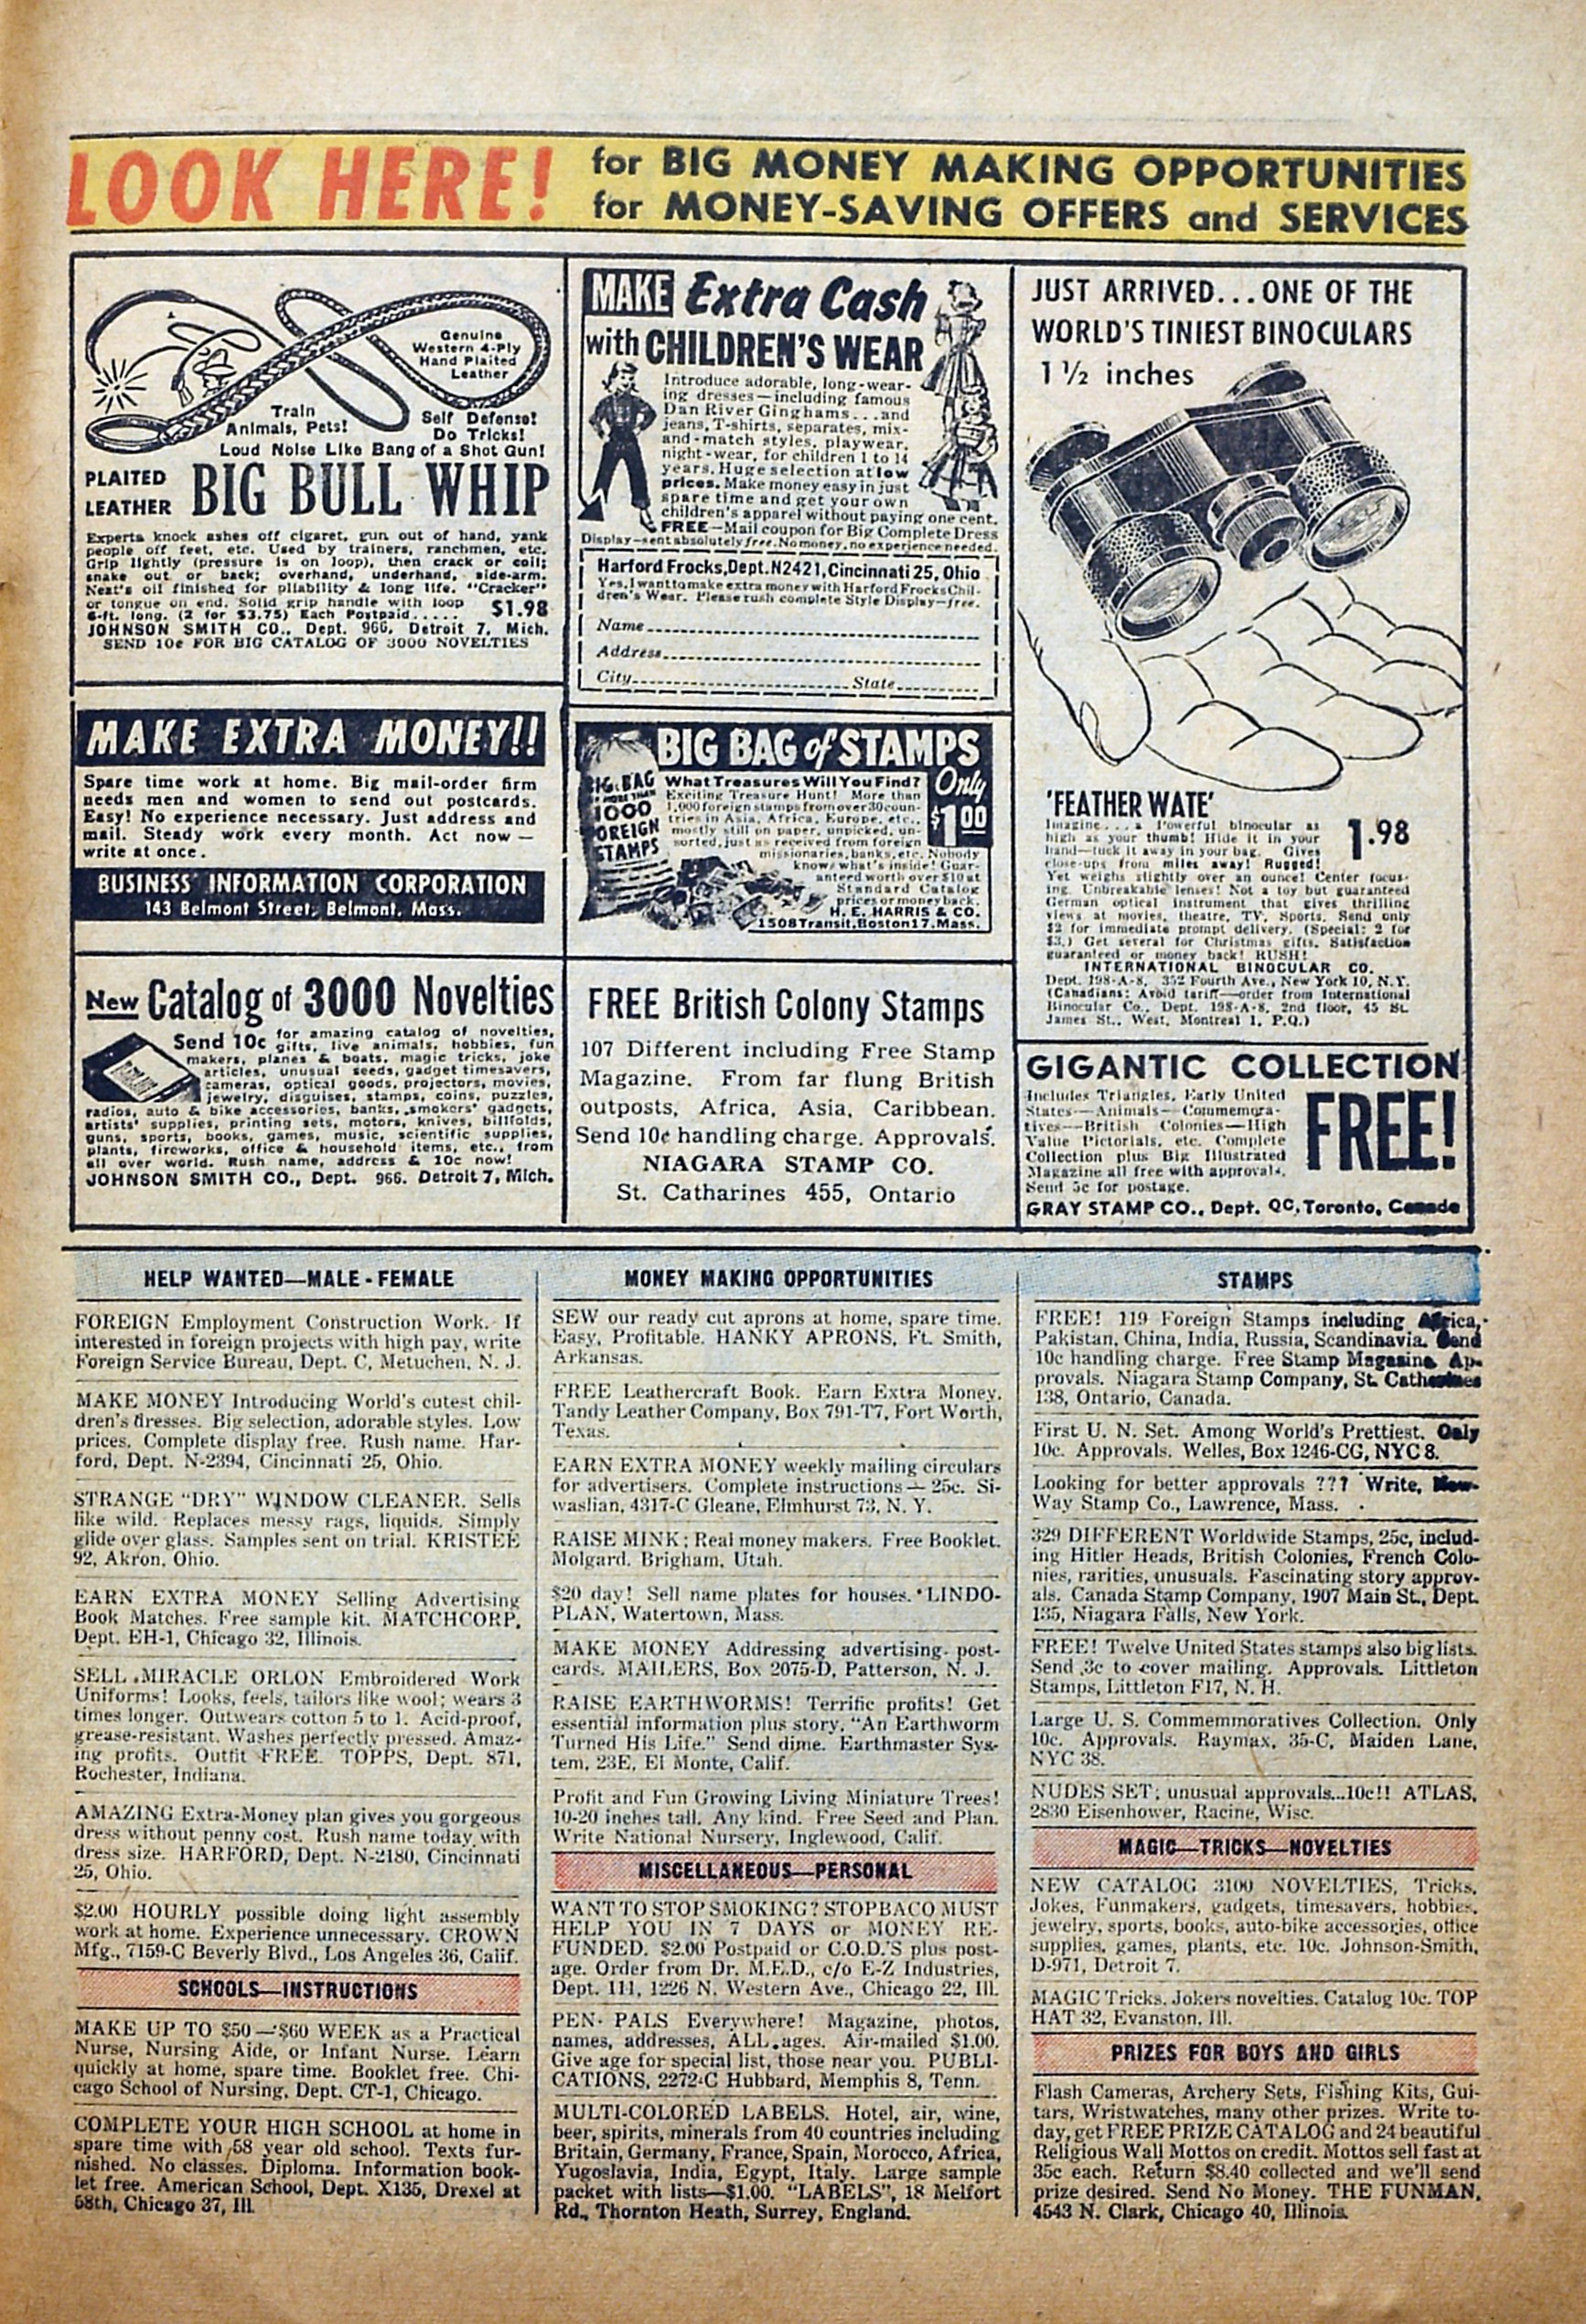 LOOK HERE!
for BIG MONEY MAKING OPPORTUNITIES
for MONEY-SAVING OFFERS and SERVICES
Genuine
Western 4-Ply
Hand Plaited
Leather
Train
Animals, Pets!
Self Defense!
Do Tricks!
Loud Noise Like Bang of a Shot Gun!
PLAITED
LEATHER
BIG BULL WHIP
Experts knock ashes off cigaret, gun out of hand, yank
people off feet, etc. Used by trainers, ranchmen, etc.
Grip lightly (pressure is on loop), then crack or coil;
snake out or back; overhand, underhand, side-arm.
Neat's oil finished for pliability & long life. "Cracker"
or tongue on end. Solid grip handle with loop
6-ft. long. (2 for $3.75) Each Postpaid..... $1.98
JOHNSON SMITH CO., Dept. 966, Detroit 7, Mich.
SEND 10¢ FOR BIG CATALOG OF 3000 NOVELTIES
MAKE EXTRA MONEY!!
Spare time work at home. Big mail-order firm
needs men and women to send out postcards.
Easy! No experience necessary. Just address and
mail. Steady work every month. Act now —
write at once.
BUSINESS INFORMATION CORPORATION
143 Belmont Street, Belmont, Mass.
New Catalog of 3000 Novelties
Send 10c for amazing catalog of novelties,
gifts, live animals, hobbies, fun
makers, planes & boats, magic tricks, joke
articles, unusual seeds, gadget timesavers,
cameras, optical goods, projectors, movies,
jewelry, disguises, stamps, coins, puzzles,
radios, auto & bike accessories, banks, smokers' gadgets,
artists' supplies, printing sets, motors, knives, billfolds,
guns, sports, books, games, music, scientific supplies,
plants, fireworks, office & household items, etc., from
all over world. Rush name, address & 10c now!
JOHNSON SMITH CO., Dept. 966, Detroit 7, Mich.
MAKE Extra Cash
with CHILDREN'S WEAR
Introduce adorable, long-wear-
ing dresses—including famous
Dan River Ginghams...and
jeans, T-shirts, separates, mix-
and-match styles, playwear,
night-wear, for children 1 to 14
years. Huge selection at low
prices. Make money easy in just
spare time and get your own
children's apparel without paying one cent.
FREE—Mail coupon for Big Complete Dress
Display—sent absolutely free. No money, no experience needed.
Harford Frocks, Dept. N2421, Cincinnati 25, Ohio
Yes, I want to make extra money with Harford Frocks Chil-
dren's Wear. Please rush complete Style Display—free.
Name
Address
City State
BIG BAG of STAMPS
BIG BAG
OF MORE THAN
1000
FOREIGN
STAMPS
Only
$1.00
What Treasures Will You Find?
Exciting Treasure Hunt! More than
1,000 foreign stamps from over 30 coun-
tries in Asia, Africa, Europe, etc.,
mostly still on paper, unpicked, un-
sorted, just as received from foreign
missionaries, banks, etc. Nobody
knows what's inside! Guar-
anteed worth over $10 at
Standard Catalog
prices or money back.
H. E. HARRIS & CO.
1508 Transit, Boston 17, Mass.
FREE British Colony Stamps
107 Different including Free Stamp
Magazine. From far flung British
outposts, Africa, Asia, Caribbean.
Send 10¢ handling charge. Approvals.
NIAGARA STAMP CO.
St. Catharines 455, Ontario
JUST ARRIVED...ONE OF THE
WORLD'S TINIEST BINOCULARS
1 1/2 inches
'FEATHER WATE'
1.98
Imagine... a Powerful binocular as
high as your thumb! Hide it in your
hand—tuck it away in your bag. Gives
close-ups from miles away! Rugged!
Yet weighs slightly over an ounce! Center focus-
ing. Unbreakable lenses! Not a toy but guaranteed
German optical instrument that gives thrilling
views at movies, theatre, TV, Sports. Send only
$2 for immediate prompt delivery. (Special: 2 for
$3.) Get several for Christmas gifts. Satisfaction
guaranteed or money back! RUSH!
INTERNATIONAL BINOCULAR CO.
Dept. 198-A-8, 352 Fourth Ave., New York 10, N.Y.
(Canadians: Avoid tariff—order from International
Binocular Co., Dept. 198-A-8, 2nd floor, 45 St.
James St., West, Montreal 1, P.Q.)
GIGANTIC COLLECTION
FREE!
Includes Triangles, Early United
States—Animals—Commemora-
tives—British Colonies—High
Value Pictorials, etc. Complete
Collection plus Big Illustrated
Magazine all free with approvals.
Send 5c for postage.
GRAY STAMP CO., Dept. QC, Toronto, Canada
HELP WANTED—MALE-FEMALE
FOREIGN Employment Construction Work. If
interested in foreign projects with high pay, write
Foreign Service Bureau, Dept. C, Metuchen, N. J.
MAKE MONEY Introducing World's cutest chil-
dren's dresses. Big selection, adorable styles. Low
prices. Complete display free. Rush name. Har-
ford, Dept. N-2394, Cincinnati 25, Ohio.
STRANGE "DRY" WINDOW CLEANER. Sells
like wild. Replaces messy rags, liquids. Simply
glide over glass. Samples sent on trial. KRISTEE
92, Akron, Ohio.
EARN EXTRA MONEY Selling Advertising
Book Matches. Free sample kit. MATCHCORP,
Dept. EH-1, Chicago 32, Illinois.
SELL MIRACLE ORLON Embroidered Work
Uniforms! Looks, feels, tailors like wool; wears 3
times longer. Outwears cotton 5 to 1. Acid-proof,
grease-resistant. Washes perfectly pressed. Amaz-
ing profits. Outfit FREE. TOPPS, Dept. 871,
Rochester, Indiana.
AMAZING Extra-Money plan gives you gorgeous
dress without penny cost. Rush name today with
dress size. HARFORD, Dept. N-2180, Cincinnati
25, Ohio.
$2.00 HOURLY possible doing light assembly
work at home. Experience unnecessary. CROWN
Mfg., 7159-C Beverly Blvd., Los Angeles 36, Calif.
SCHOOLS—INSTRUCTIONS
MAKE UP TO $50—$60 WEEK as a Practical
Nurse, Nursing Aide, or Infant Nurse. Learn
quickly at home, spare time. Booklet free. Chi-
cago School of Nursing, Dept. CT-1, Chicago.
COMPLETE YOUR HIGH SCHOOL at home in
spare time with 58 year old school. Texts fur-
nished. No classes. Diploma. Information book-
let free. American School, Dept. X135, Drexel at
58th, Chicago 37, Ill.
MONEY MAKING OPPORTUNITIES
SEW our ready cut aprons at home, spare time.
Easy, Profitable. HANKY APRONS, Ft. Smith,
Arkansas.
FREE Leathercraft Book. Earn Extra Money.
Tandy Leather Company, Box 791-T7, Fort Worth,
Texas.
EARN EXTRA MONEY weekly mailing circulars
for advertisers. Complete instructions — 25c. Si-
waslian, 4317-C Gleane, Elmhurst 73, N. Y.
RAISE MINK; Real money makers. Free Booklet.
Molgard, Brigham, Utah.
$20 day! Sell name plates for houses. LINDO-
PLAN, Watertown, Mass.
MAKE MONEY Addressing advertising post-
cards. MAILERS, Box 2075-D, Patterson, N. J.
RAISE EARTHWORMS! Terrific profits! Get
essential information plus story, "An Earthworm
Turned His Life." Send dime. Earthmaster Sys-
tem, 23E, El Monte, Calif.
Profit and Fun Growing Living Miniature Trees!
10-20 inches tall. Any kind. Free Seed and Plan.
Write National Nursery, Inglewood, Calif.
MISCELLANEOUS—PERSONAL
WANT TO STOP SMOKING? STOPBACO MUST
HELP YOU IN 7 DAYS or MONEY RE-
FUNDED. $2.00 Postpaid or C.O.D.'S plus post-
age. Order from Dr. M.E.D., c/o E-Z Industries,
Dept. 111, 1226 N. Western Ave., Chicago 22, Ill.
PEN PALS Everywhere! Magazine, photos,
names, addresses, ALL ages. Air-mailed $1.00.
Give age for special list, those near you. PUBLI-
CATIONS, 2272-C Hubbard, Memphis 8, Tenn.
MULTI-COLORED LABELS. Hotel, air, wine,
beer, spirits, minerals from 40 countries including
Britain, Germany, France, Spain, Morocco, Africa,
Yugoslavia, India, Egypt, Italy. Large sample
packet with lists—$1.00. "LABELS", 18 Melfort
Rd., Thornton Heath, Surrey, England.
STAMPS
FREE! 119 Foreign Stamps including Africa,
Pakistan, China, India, Russia, Scandinavia. Send
10c handling charge. Free Stamp Magazine. Ap-
provals. Niagara Stamp Company, St. Catharines
138, Ontario, Canada.
First U. N. Set. Among World's Prettiest. Only
10c. Approvals. Welles, Box 1246-CG, NYC 8.
Looking for better approvals ??? Write, New-
Way Stamp Co., Lawrence, Mass.
329 DIFFERENT Worldwide Stamps, 25c, includ-
ing Hitler Heads, British Colonies, French Colo-
nies, rarities, unusuals. Fascinating story approv-
als. Canada Stamp Company, 1907 Main St., Dept.
135, Niagara Falls, New York.
FREE! Twelve United States stamps also big lists.
Send 3c to cover mailing. Approvals. Littleton
Stamps, Littleton F17, N. H.
Large U. S. Commemmoratives Collection. Only
10c. Approvals. Raymax, 35-C, Maiden Lane,
NYC 38.
NUDES SET; unusual approvals...10c!! ATLAS,
2830 Eisenhower, Racine, Wisc.
MAGIC—TRICKS—NOVELTIES
NEW CATALOG 3100 NOVELTIES, Tricks,
Jokes, Funmakers, gadgets, timesavers, hobbies,
jewelry, sports, books, auto-bike accessories, office
supplies, games, plants, etc. 10c. Johnson-Smith,
D-971, Detroit 7.
MAGIC Tricks. Jokers novelties. Catalog 10c. TOP
HAT 32, Evanston, Ill.
PRIZES FOR BOYS AND GIRLS
Flash Cameras, Archery Sets, Fishing Kits, Gui-
tars, Wristwatches, many other prizes. Write to-
day, get FREE PRIZE CATALOG and 24 beautiful
Religious Wall Mottos on credit. Mottos sell fast at
35c each. Return $8.40 collected and we'll send
prize desired. Send No Money. THE FUNMAN,
4543 N. Clark, Chicago 40, Illinois.